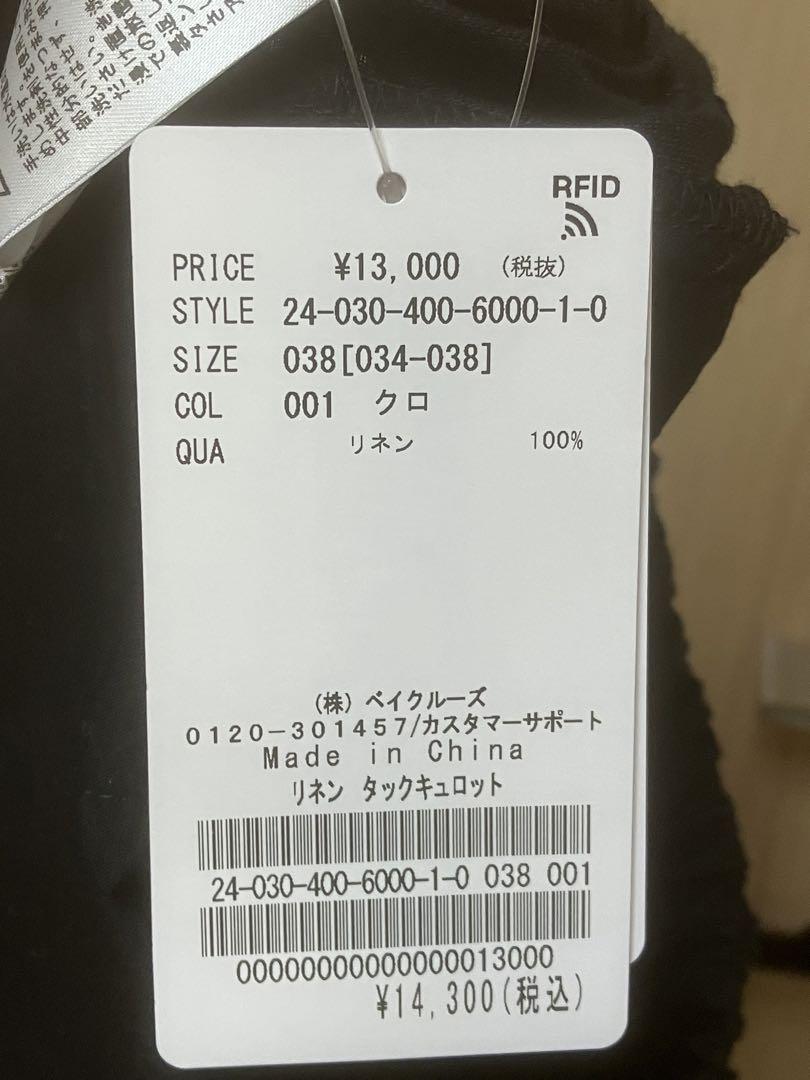 RFID
PRICE ¥13,000 (税抜)
STYLE 24-030-400-6000-1-0
SIZE 038[034-038]
COL 001 クロ
QUA リネン 100%
(株) ベイクルーズ
0120-301457/カスタマーサポート
Made in China
リネン タックキュロット
24-030-400-6000-1-0 038 001
00000000000000013000
¥14,300(税込)